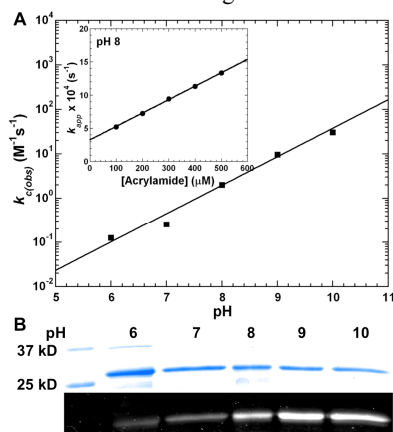 A
pH 8
k_app x 10^4 (s^-1)
20
15
10
5
0
0 100 200 300 400 500 600
[Acrylamide] (μM)
k_c(obs) (M^-1s^-1)
10^4
10^3
10^2
10^1
10^0
10^-1
10^-2
5 6 7 8 9 10 11
pH
B
pH 6 7 8 9 10
37 kD
25 kD